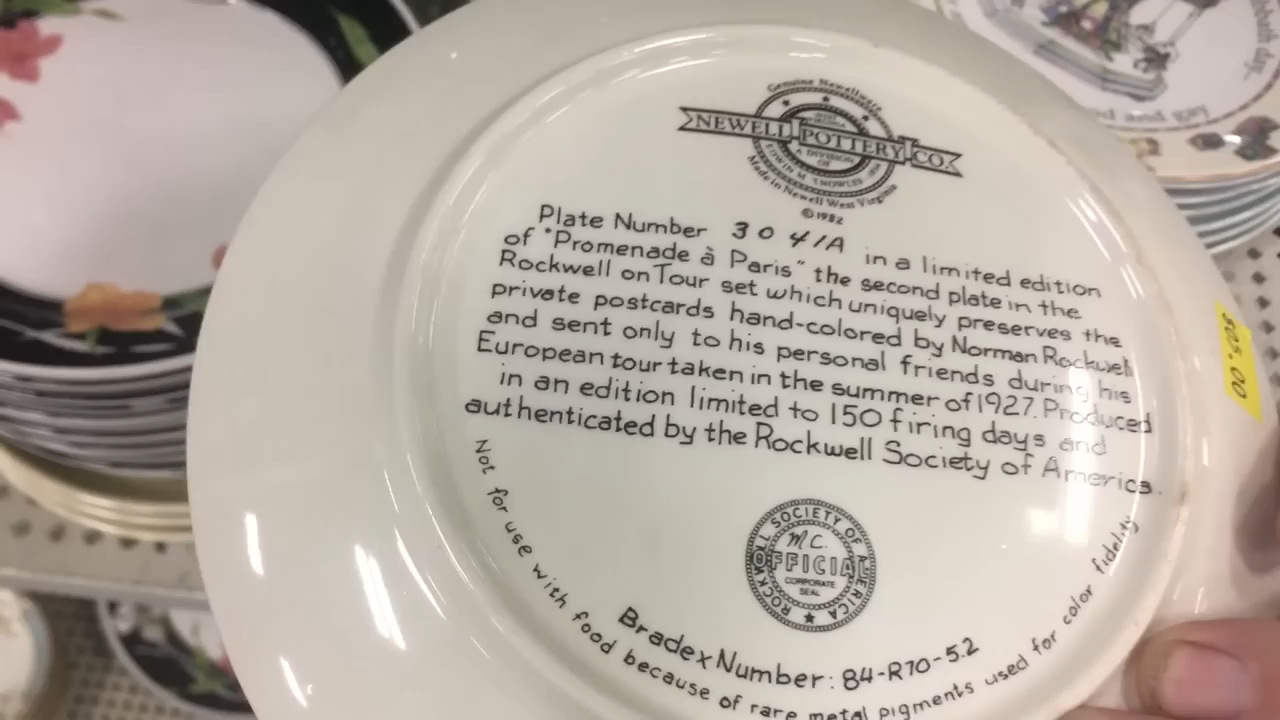 Genuine Newellware
NEWELL POTTERY CO.
A DIVISION
OF
EDWIN M. KNOWLES
Made in Newell West Virginia
©1982
Plate Number 3041A in a limited edition
of "Promenade à Paris" the second plate in the
Rockwell on Tour set which uniquely preserves the
private postcards hand-colored by Norman Rockwell
and sent only to his personal friends during his
European tour taken in the summer of 1927. Produced
in an edition limited to 150 firing days and
authenticated by the Rockwell Society of America.
ROCKWELL SOCIETY OF AMERICA
M.C.
OFFICIAL
CORPORATE
SEAL
Bradex Number: 84-R70-5.2
Not for use with food because of rare metal pigments used for color fidelity
and gay
day,